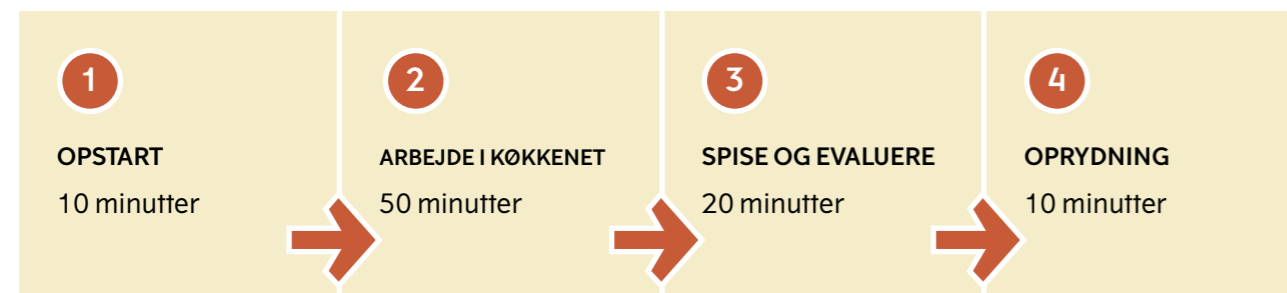 1
OPSTART
10 minutter
2
ARBEJDE I KØKKENET
50 minutter
3
SPISE OG EVALUERE
20 minutter
4
OPRYDNING
10 minutter